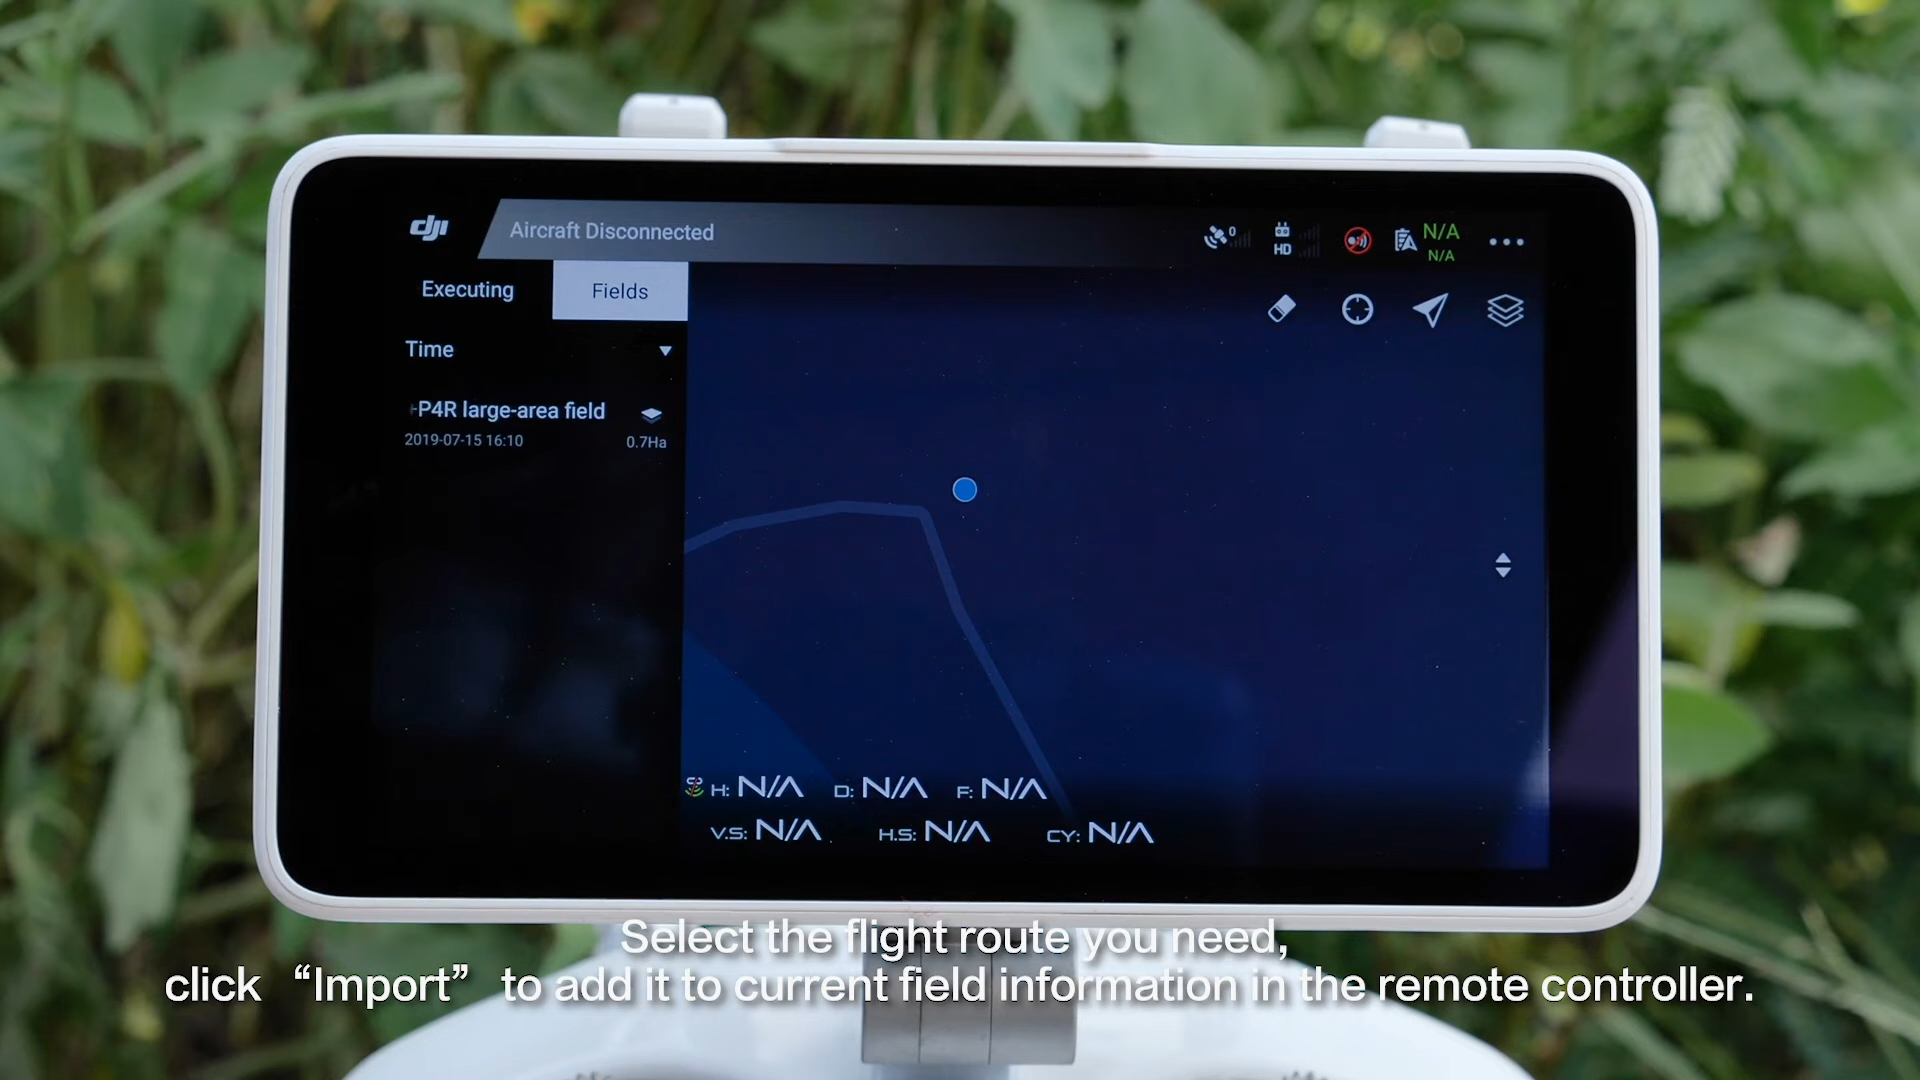 dji
Aircraft Disconnected
0
HD
N/A
N/A
Executing
Fields
Time
P4R large-area field
2019-07-15 16:10
0.7Ha
H: N/A
D: N/A
F: N/A
V.S: N/A
H.S: N/A
CY: N/A
Select the flight route you need,
click “Import” to add it to current field information in the remote controller.